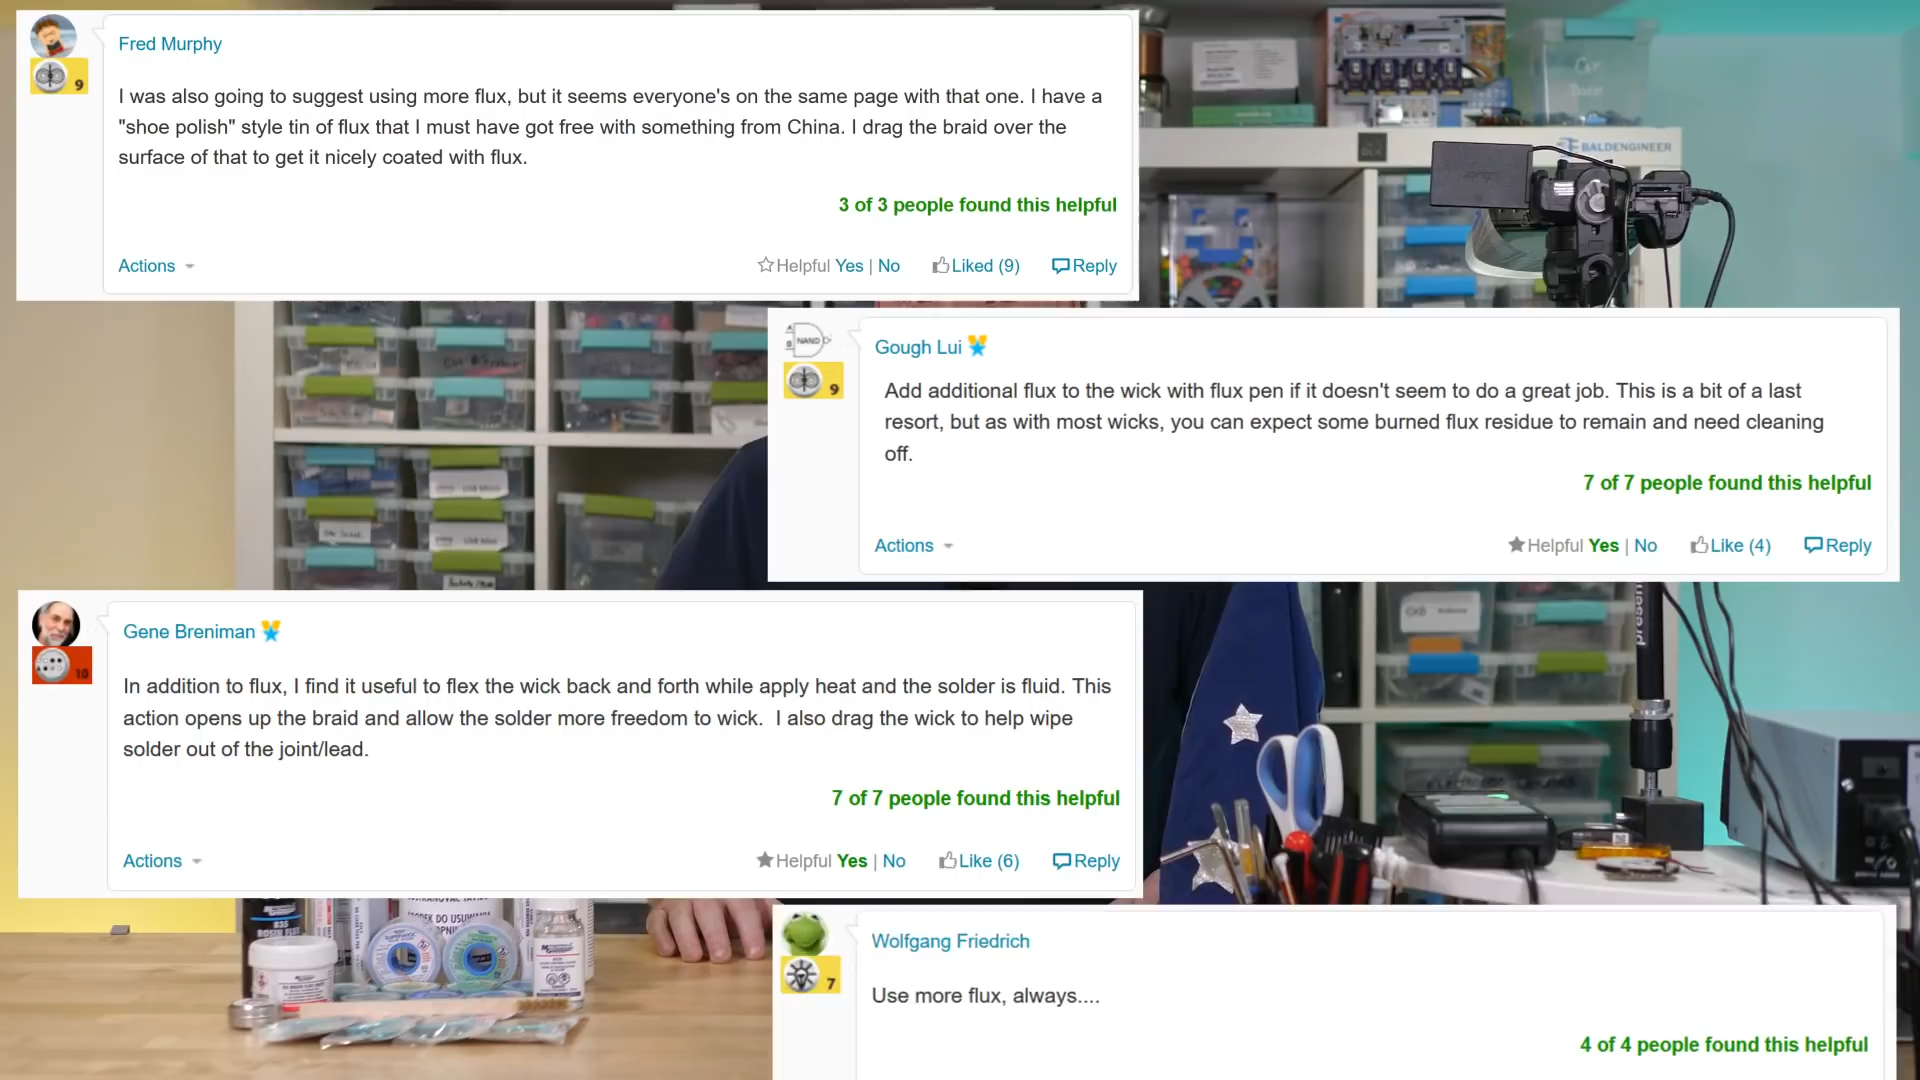 Fred Murphy
9
I was also going to suggest using more flux, but it seems everyone's on the same page with that one. I have a
"shoe polish" style tin of flux that I must have got free with something from China. I drag the braid over the
surface of that to get it nicely coated with flux.
3 of 3 people found this helpful
Actions
Helpful Yes | No Liked (9) Reply
BALDENGINEER
NAND
Gough Lui
9
Add additional flux to the wick with flux pen if it doesn't seem to do a great job. This is a bit of a last
resort, but as with most wicks, you can expect some burned flux residue to remain and need cleaning
off.
7 of 7 people found this helpful
Actions
Helpful Yes | No Like (4) Reply
Gene Breniman
10
In addition to flux, I find it useful to flex the wick back and forth while apply heat and the solder is fluid. This
action opens up the braid and allow the solder more freedom to wick.  I also drag the wick to help wipe
solder out of the joint/lead.
7 of 7 people found this helpful
Actions
Helpful Yes | No Like (6) Reply
835
Wolfgang Friedrich
7
Use more flux, always....
4 of 4 people found this helpful